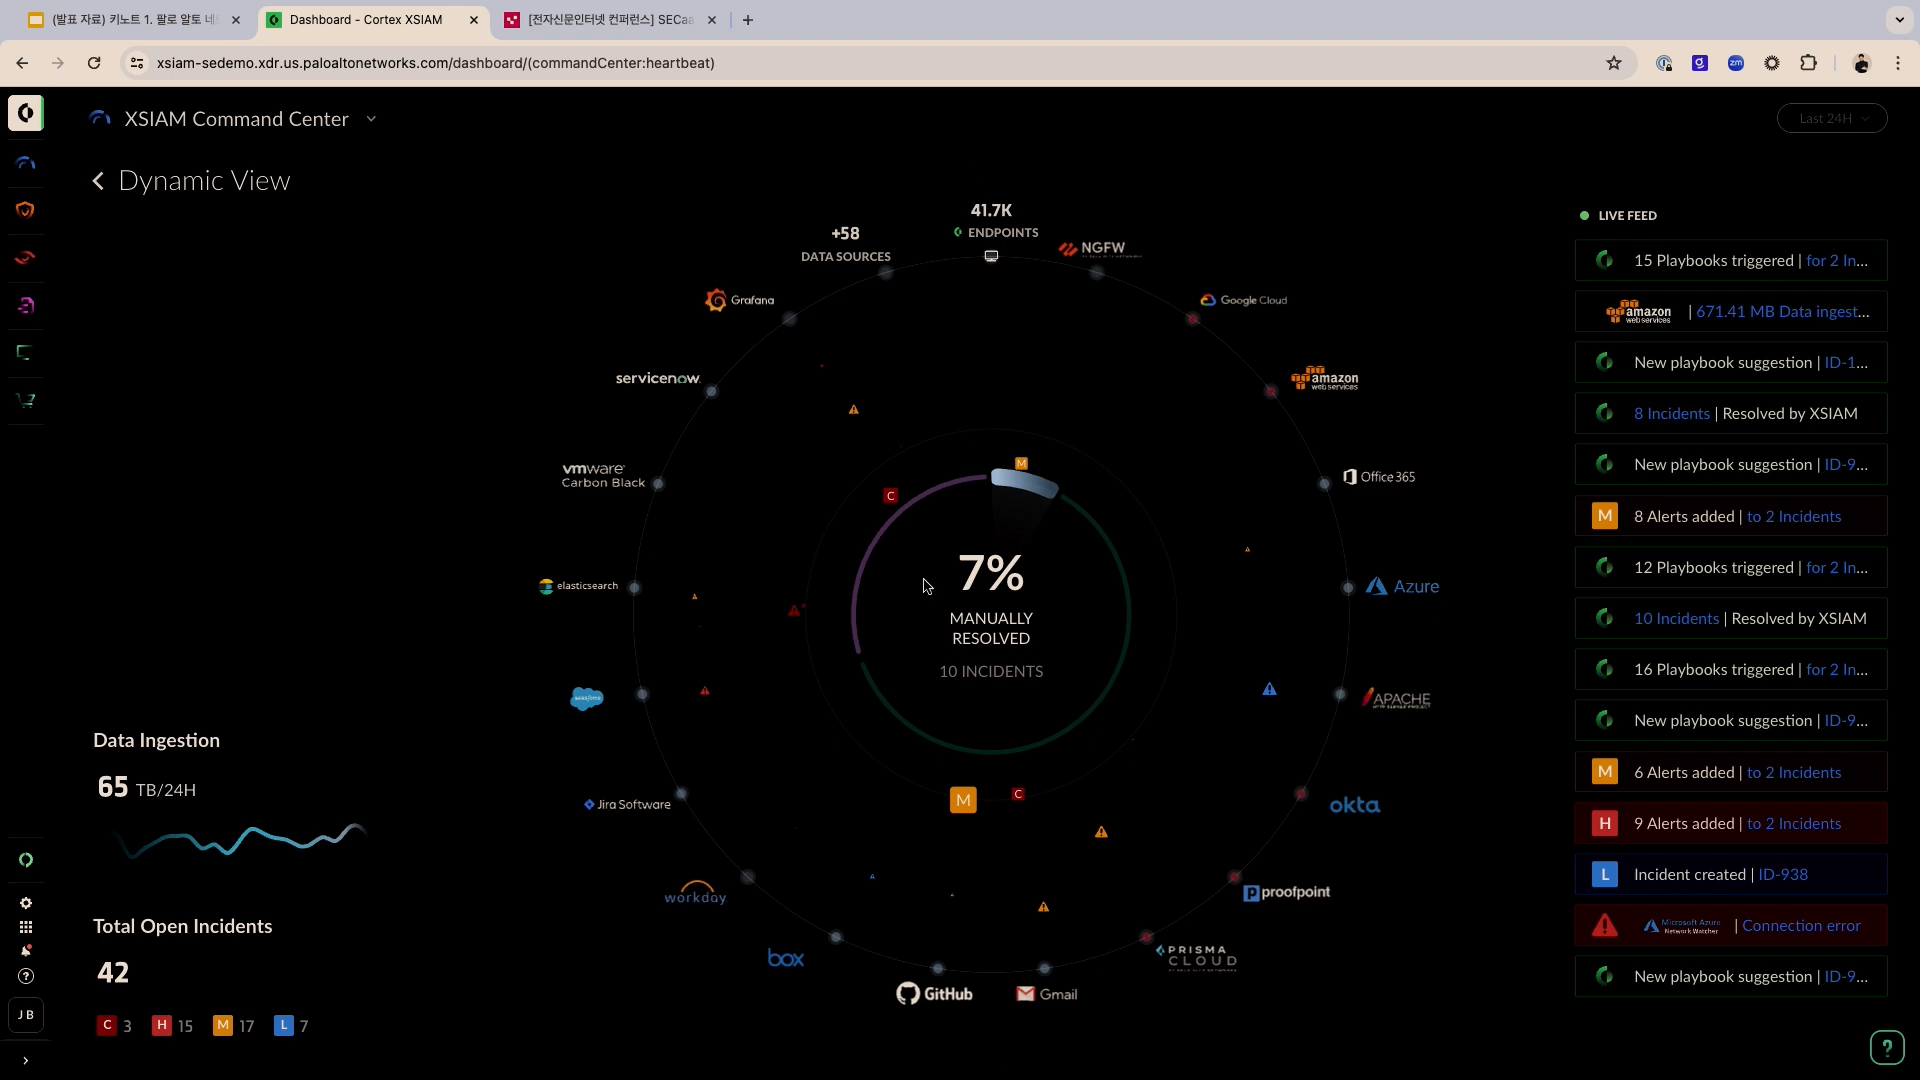 (발표 자료) 키노트 1. 팔로 알토 네
Dashboard - Cortex XSIAM
[전자신문인터넷 컨퍼런스] SECaa
xsiam-sedemo.xdr.us.paloaltonetworks.com/dashboard/(commandCenter:heartbeat)
zm
XSIAM Command Center
Last 24H
Dynamic View
41.7K
ENDPOINTS
+58
DATA SOURCES
NGFW
Grafana
Google Cloud
servicenow
amazon
web services
vmware
Carbon Black
Office 365
elasticsearch
Azure
salesforce
APACHE
Jira Software
okta
workday
proofpoint
box
PRISMA
CLOUD
GitHub
Gmail
M
C
7%
MANUALLY
RESOLVED
10 INCIDENTS
M
C
Data Ingestion
65 TB/24H
Total Open Incidents
42
C 3 H 15 M 17 L 7
J B
LIVE FEED
15 Playbooks triggered | for 2 In...
amazon web services | 671.41 MB Data ingest...
New playbook suggestion | ID-1...
8 Incidents | Resolved by XSIAM
New playbook suggestion | ID-9...
M 8 Alerts added | to 2 Incidents
12 Playbooks triggered | for 2 In...
10 Incidents | Resolved by XSIAM
16 Playbooks triggered | for 2 In...
New playbook suggestion | ID-9...
M 6 Alerts added | to 2 Incidents
H 9 Alerts added | to 2 Incidents
L Incident created | ID-938
Microsoft Azure Network Watcher | Connection error
New playbook suggestion | ID-9...
?